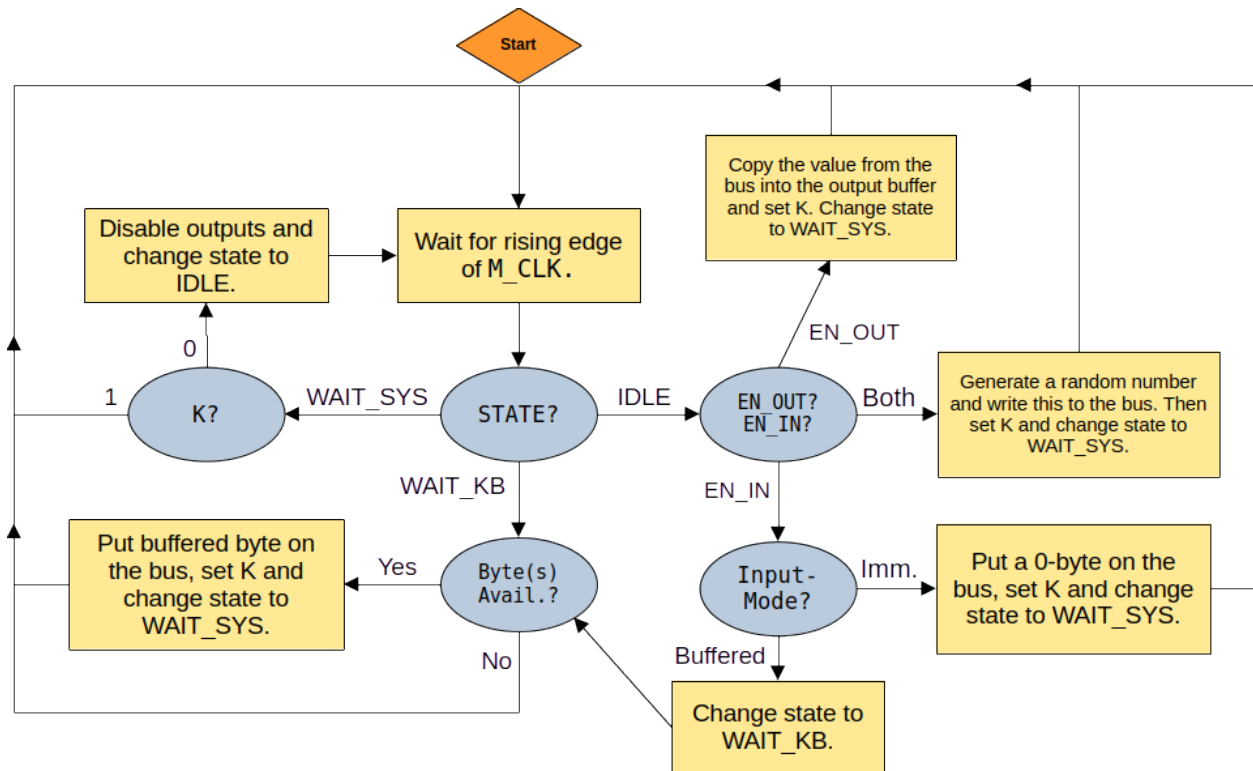 Start
Copy the value from the
bus into the output buffer
and set K. Change state
to WAIT_SYS.
Disable outputs and
change state to
IDLE.
Wait for rising edge
of M_CLK.
EN_OUT
0
1
K?
WAIT_SYS
STATE?
IDLE
EN_OUT?
EN_IN?
Both
Generate a random number
and write this to the bus. Then
set K and change state to
WAIT_SYS.
WAIT_KB
EN_IN
Put buffered byte on
the bus, set K and
change state to
WAIT_SYS.
Yes
Byte(s)
Avail.?
Input-
Mode?
Imm.
Put a 0-byte on the
bus, set K and change
state to WAIT_SYS.
No
Buffered
Change state to
WAIT_KB.